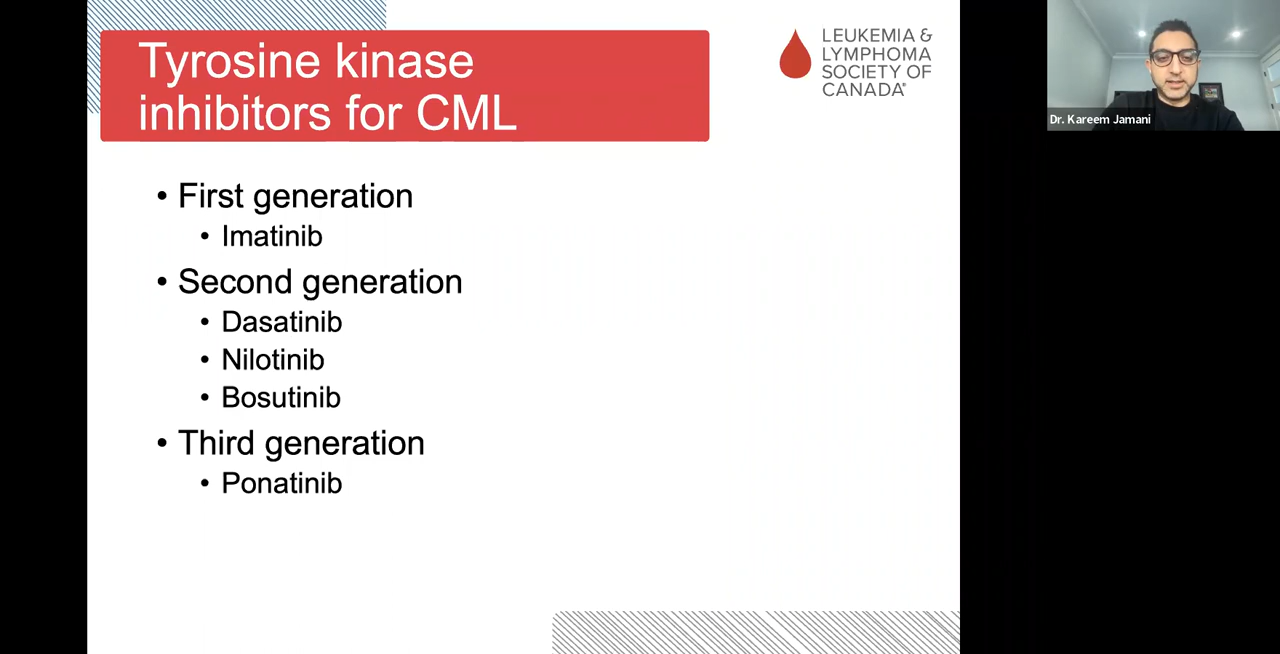 Tyrosine kinase
inhibitors for CML
LEUKEMIA &
LYMPHOMA
SOCIETY OF
CANADA®
• First generation
• Imatinib
• Second generation
• Dasatinib
• Nilotinib
• Bosutinib
• Third generation
• Ponatinib
Dr. Kareem Jamani